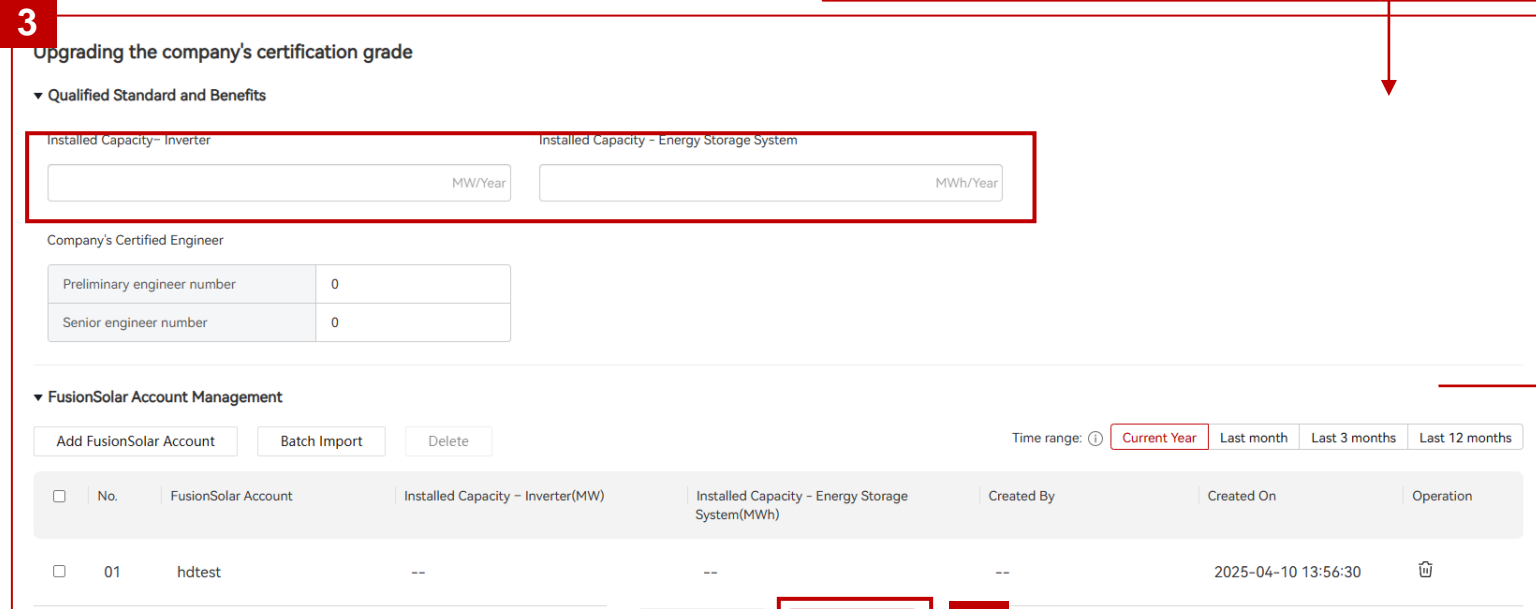 3
Upgrading the company's certification grade
Qualified Standard and Benefits
Installed Capacity– Inverter
Installed Capacity - Energy Storage System
MW/Year
MWh/Year
Company's Certified Engineer
Preliminary engineer number 0
Senior engineer number 0
FusionSolar Account Management
Add FusionSolar Account Batch Import Delete
Time range: Current Year Last month Last 3 months Last 12 months
No. FusionSolar Account Installed Capacity – Inverter(MW) Installed Capacity - Energy Storage Created By Created On Operation
System(MWh)
01 hdtest -- -- -- 2025-04-10 13:56:30